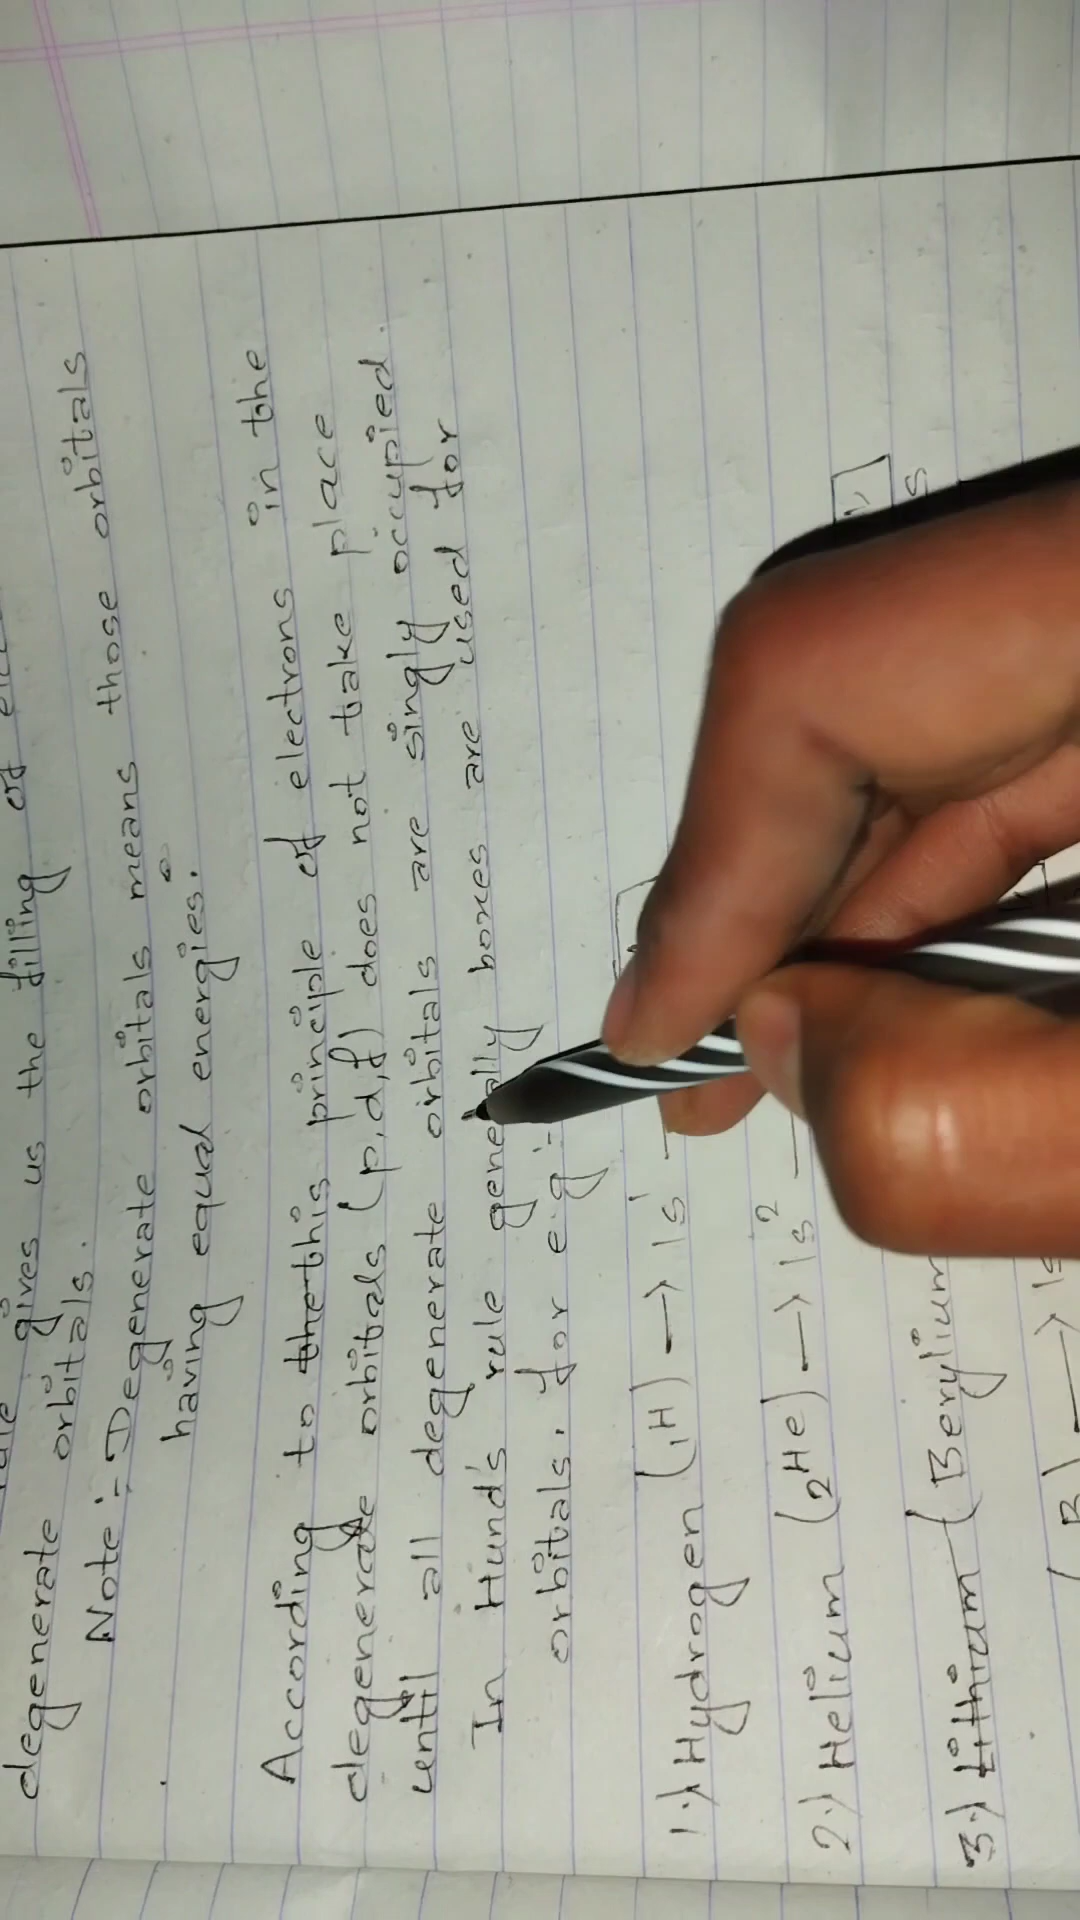 gives us the filling of
degenerate orbitals.
Note :- Degenerate orbitals means those orbitals
having equal energies.
According to this principle of electrons in the
degenerate orbitals (p,d,f) does not take place
until all degenerate orbitals are singly occupied.
In Hund's rule generally boxes are used for
orbitals. for e.g :-
1.) Hydrogen (₁H) → 1s¹
2.) Helium (₂He) → 1s²
3.) Lithium (Berylium